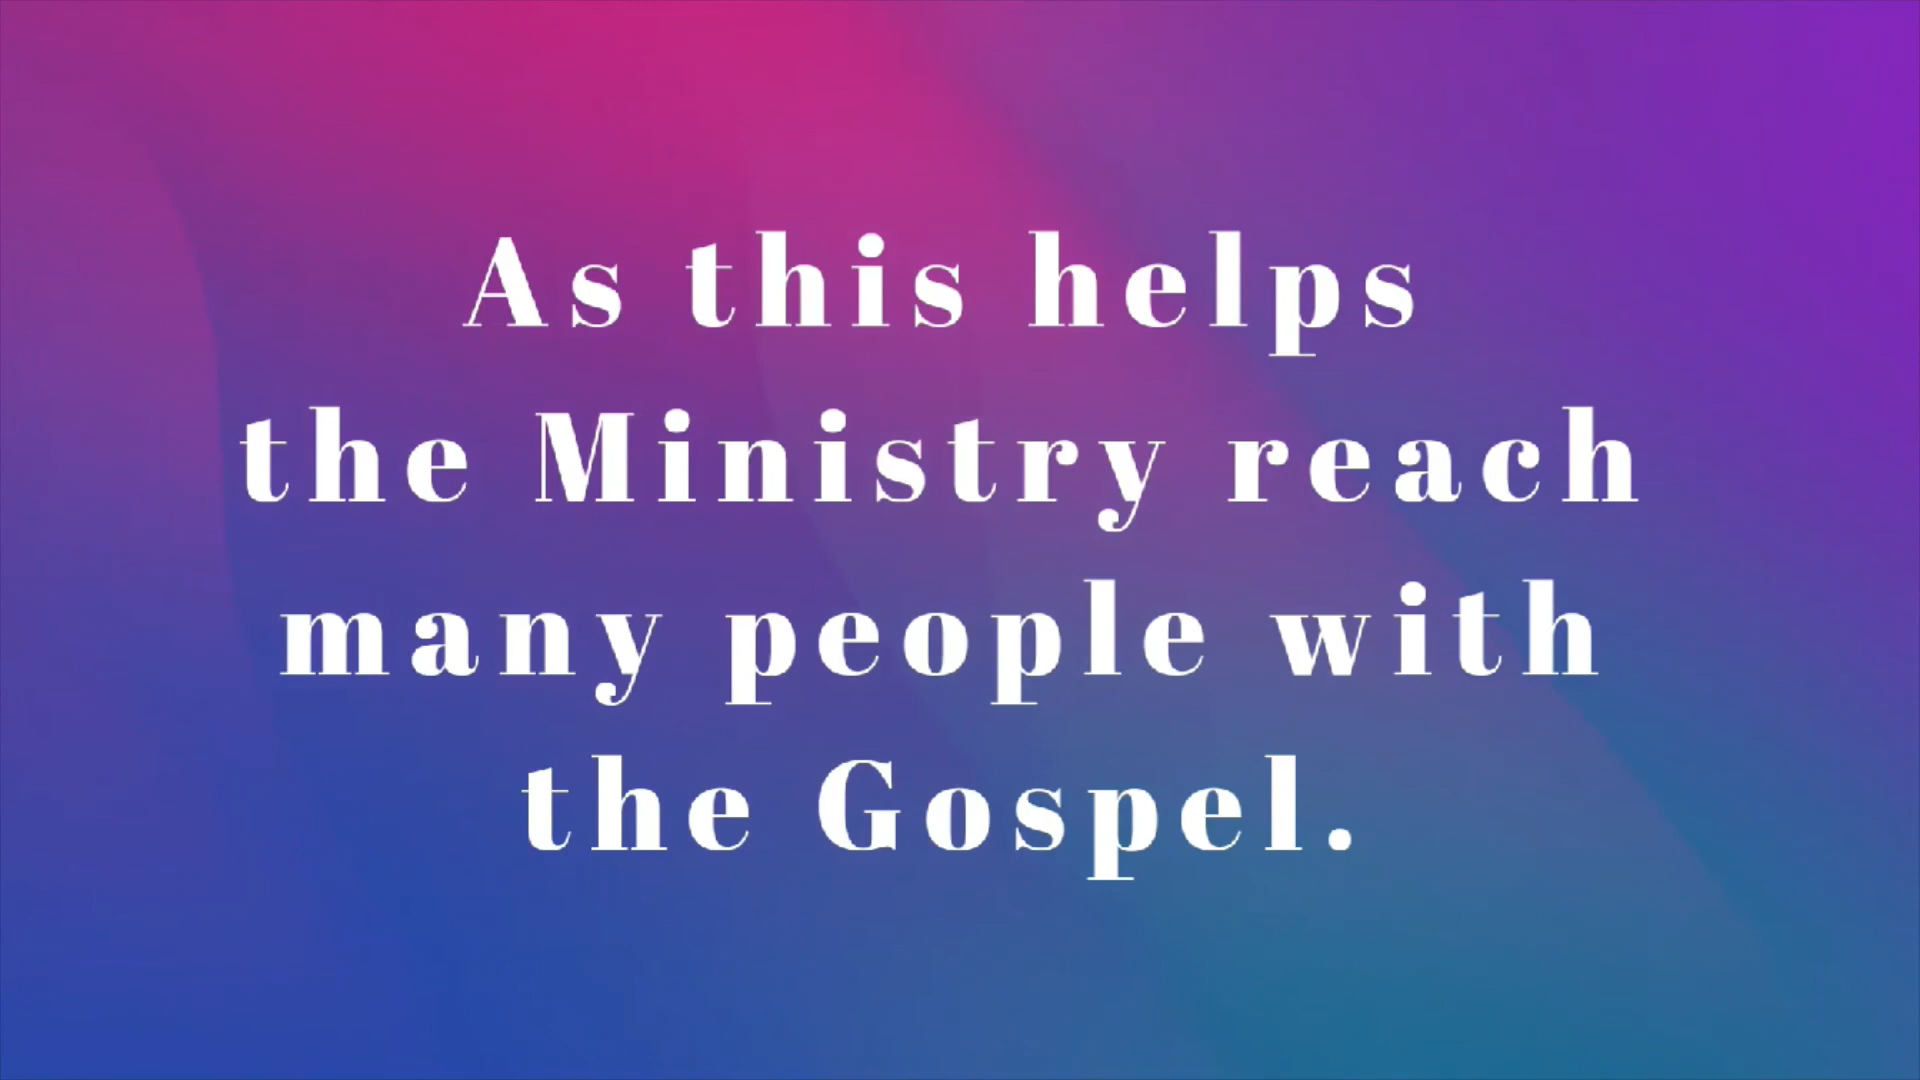 As this helps
the Ministry reach
many people with
the Gospel.